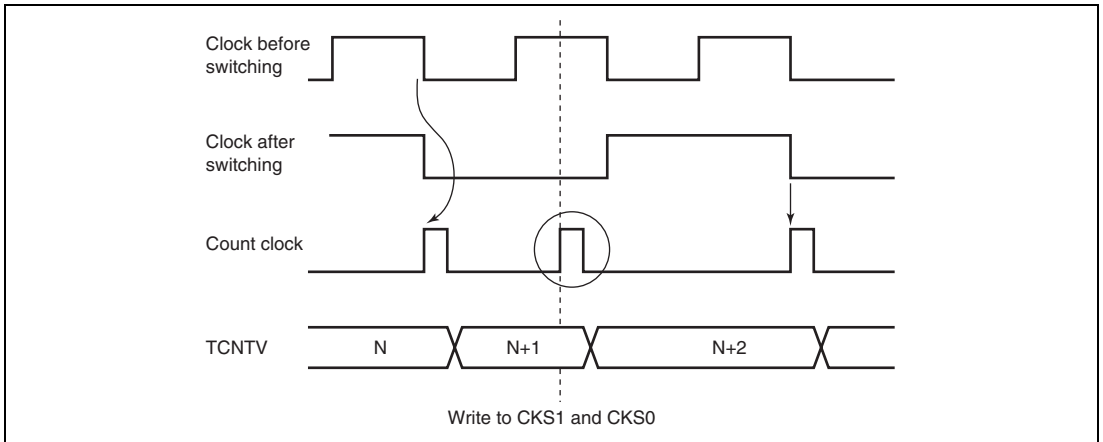 Clock before
switching
Clock after
switching
Count clock
TCNTV
N
N+1
N+2
Write to CKS1 and CKS0